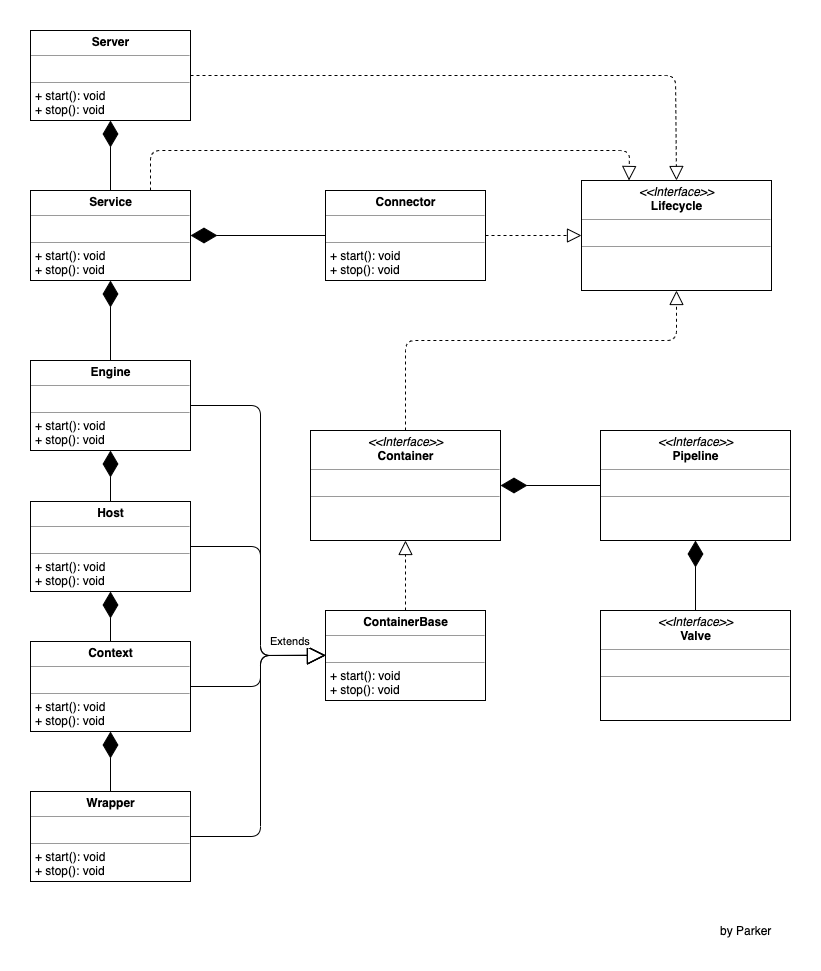 Server
+ start(): void
+ stop(): void
Service
+ start(): void
+ stop(): void
Connector
+ start(): void
+ stop(): void
<<Interface>>
Lifecycle
Engine
+ start(): void
+ stop(): void
<<Interface>>
Container
<<Interface>>
Pipeline
Host
+ start(): void
+ stop(): void
Extends
ContainerBase
+ start(): void
+ stop(): void
<<Interface>>
Valve
Context
+ start(): void
+ stop(): void
Wrapper
+ start(): void
+ stop(): void
by Parker